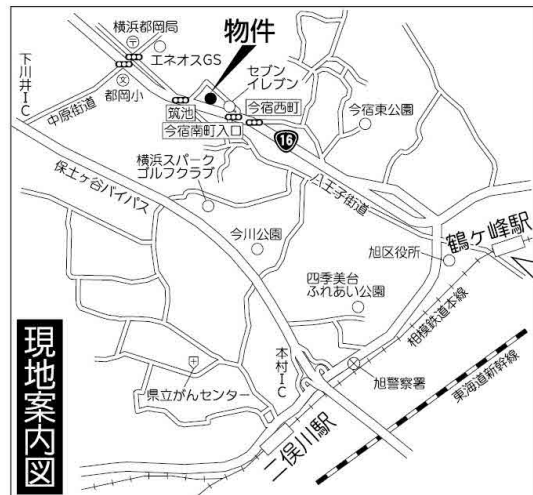 横浜都岡局
エネオスGS
物件
セブン
イレブン
下川井IC
都岡小
中原街道
筑池
今宿西町
今宿南町入口
今宿東公園
16
保土ヶ谷バイパス
横浜スパーク
ゴルフクラブ
八王子街道
今川公園
鶴ヶ峰駅
旭区役所
四季美台
ふれあい公園
相模鉄道本線
本村IC
県立がんセンター
旭警察署
東海道新幹線
二俣川駅
現地案内図